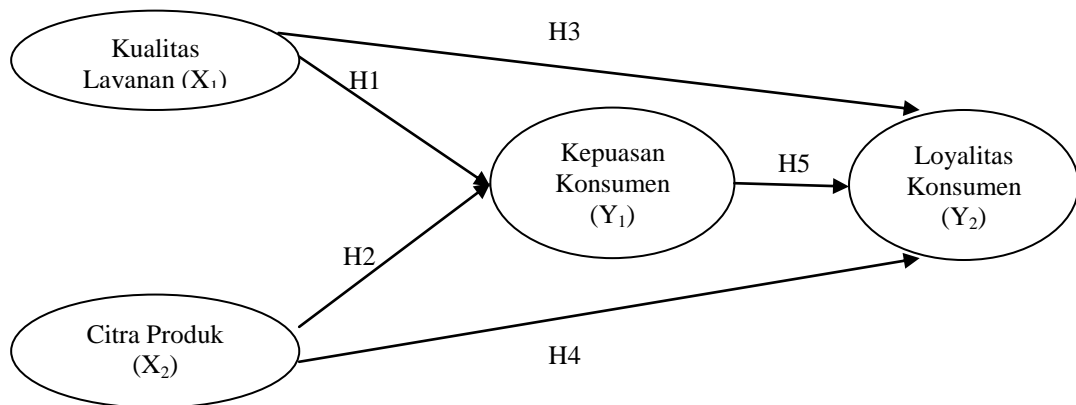 H3
Kualitas
Lavanan (X₁)
H1
Kepuasan
Konsumen
(Y₁)
H5
Loyalitas
Konsumen
(Y₂)
H2
Citra Produk
(X₂)
H4